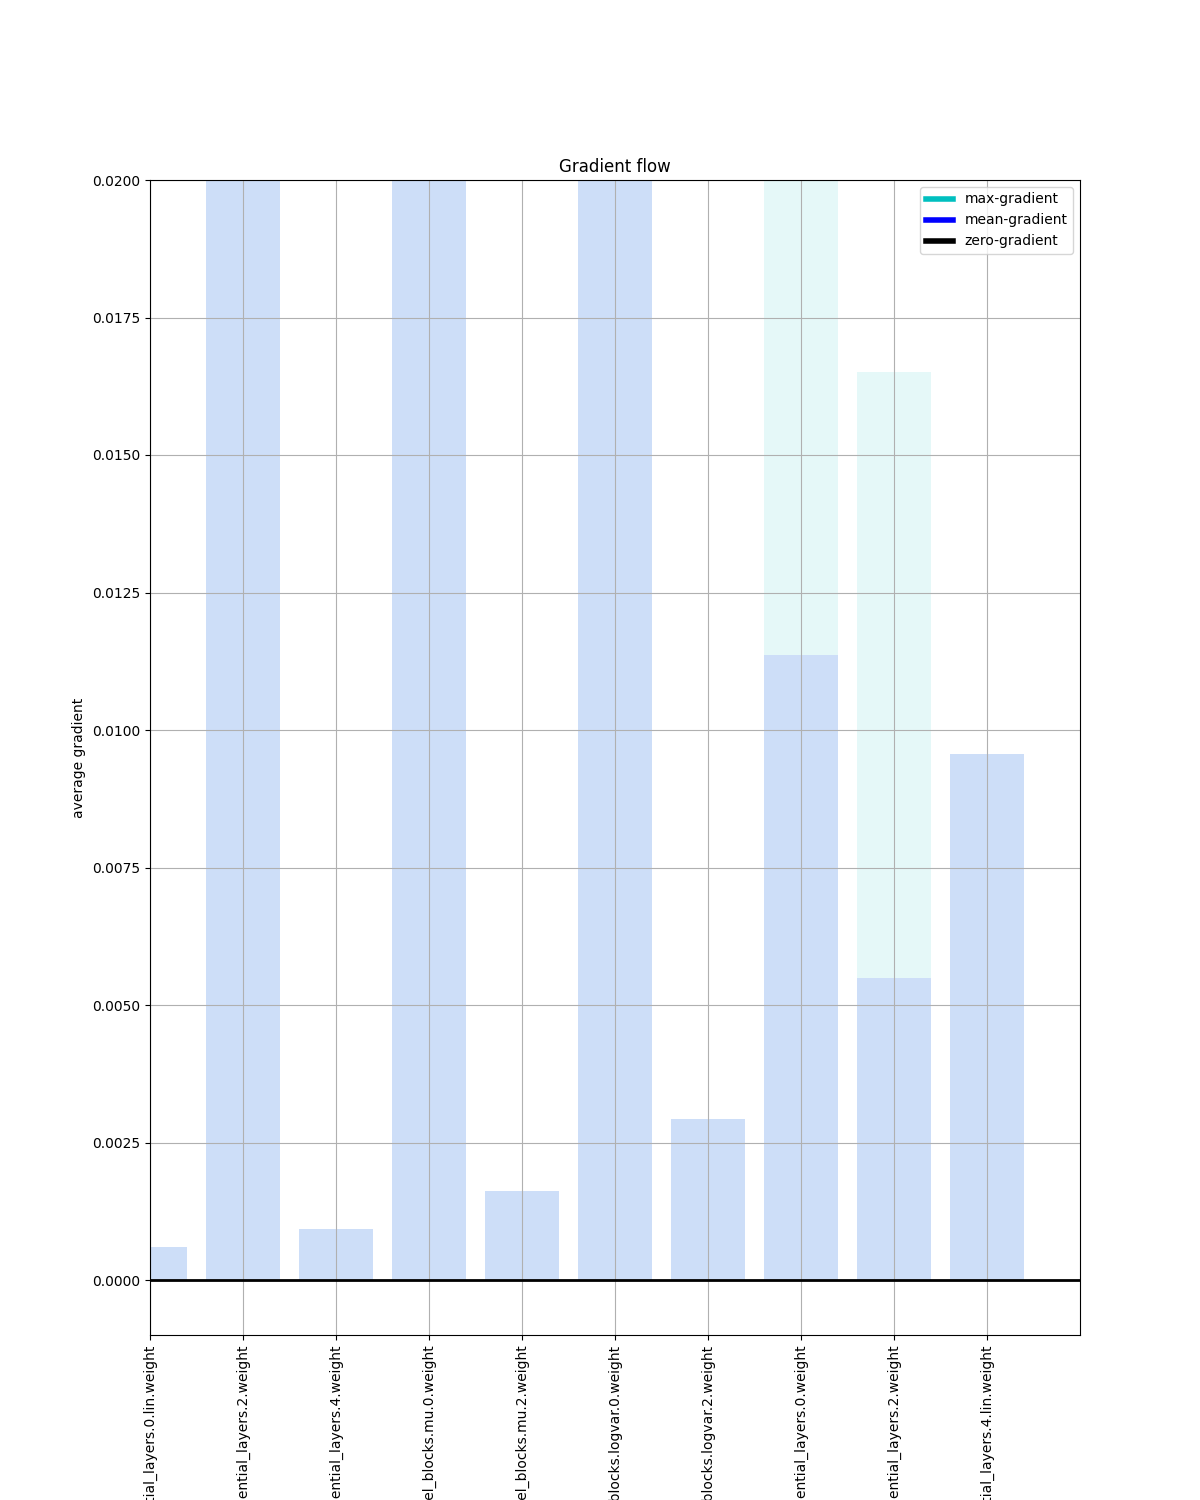 Gradient flow
max-gradient
mean-gradient
zero-gradient
0.0200
0.0175
0.0150
0.0125
0.0100
0.0075
0.0050
0.0025
0.0000
average gradient
tial_layers.0.lin.weight
ential_layers.2.weight
ential_layers.4.weight
el_blocks.mu.0.weight
el_blocks.mu.2.weight
blocks.logvar.0.weight
blocks.logvar.2.weight
ential_layers.0.weight
ential_layers.2.weight
tial_layers.4.lin.weight